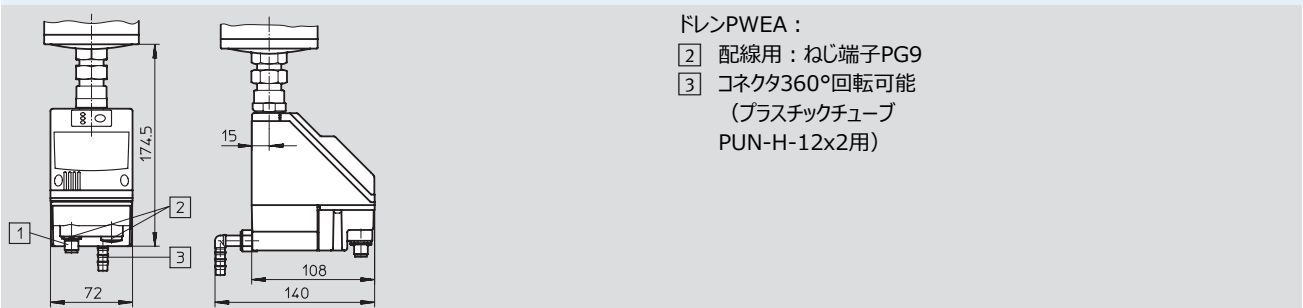 ドレンPWEA：
2 配線用：ねじ端子PG9
3 コネクタ360°回転可能
（プラスチックチューブ
PUN-H-12x2用）
174.5
15
1
2
3
108
72
140